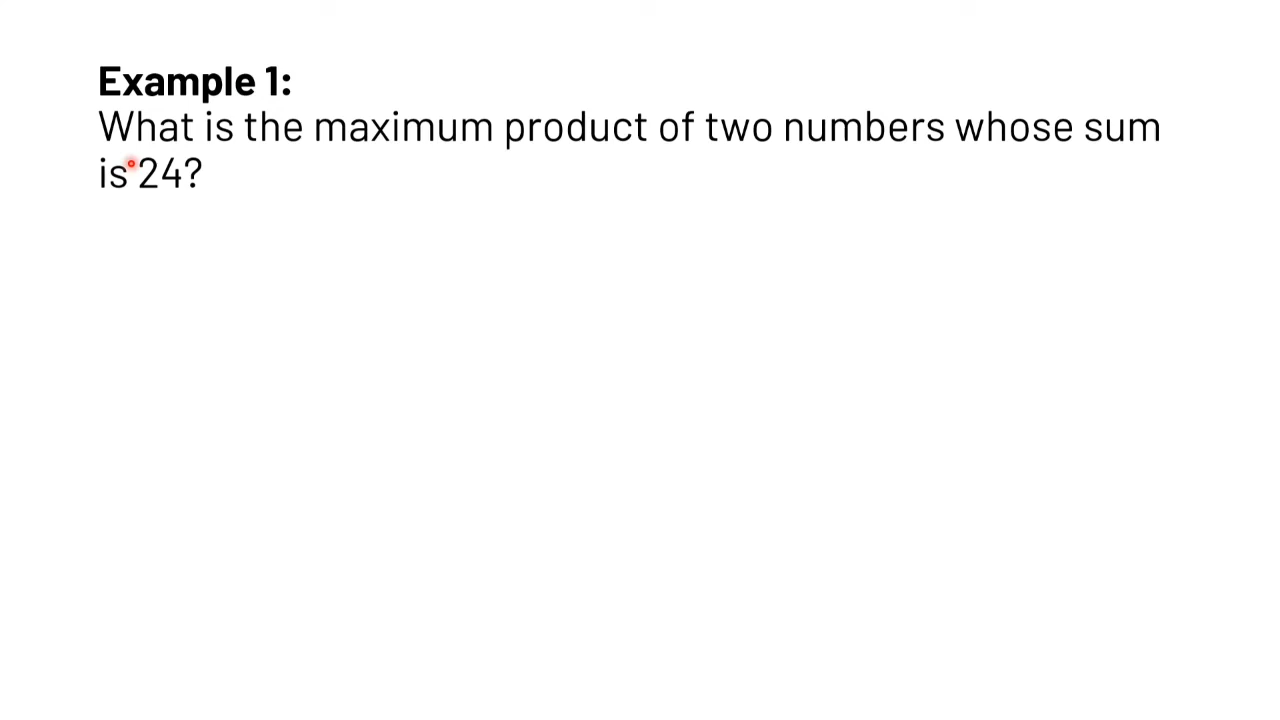 Example 1:
What is the maximum product of two numbers whose sum
is 24?